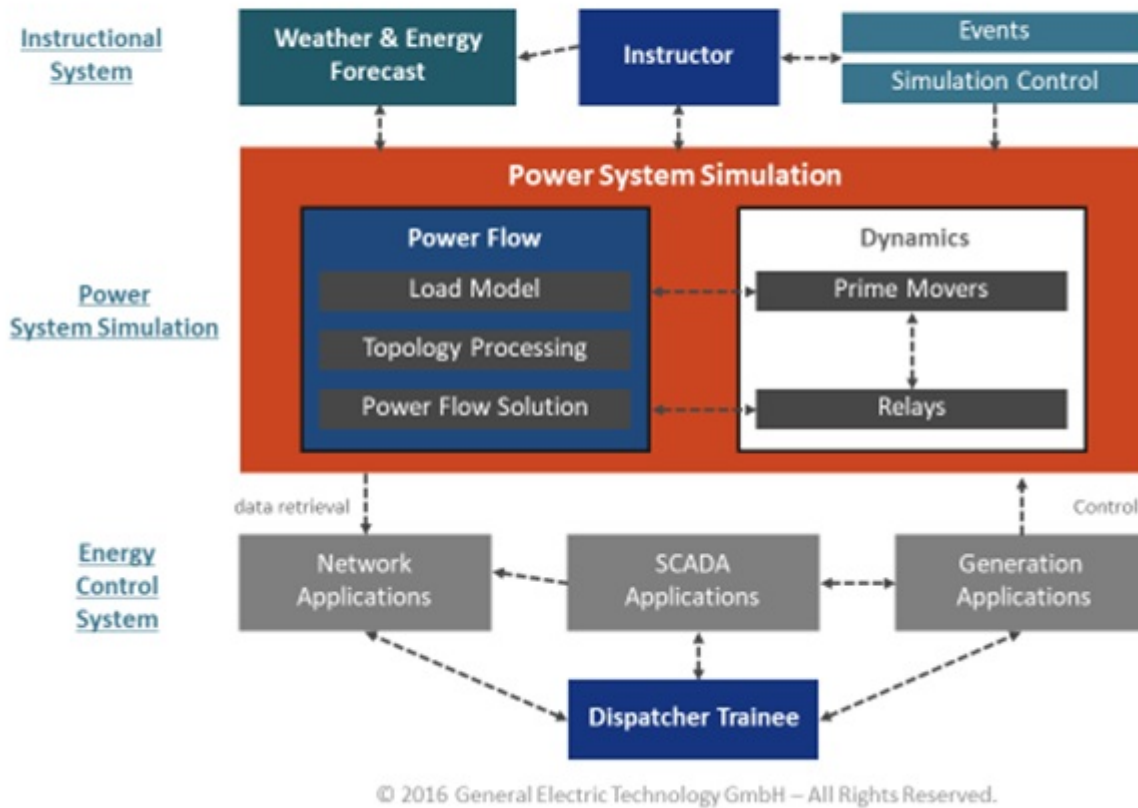 Instructional
System
Weather & Energy
Forecast
Instructor
Events
Simulation Control
Power System Simulation
Power
System Simulation
Power Flow
Load Model
Topology Processing
Power Flow Solution
Dynamics
Prime Movers
Relays
data retrieval
Control
Energy
Control
System
Network
Applications
SCADA
Applications
Generation
Applications
Dispatcher Trainee
© 2016 General Electric Technology GmbH – All Rights Reserved.